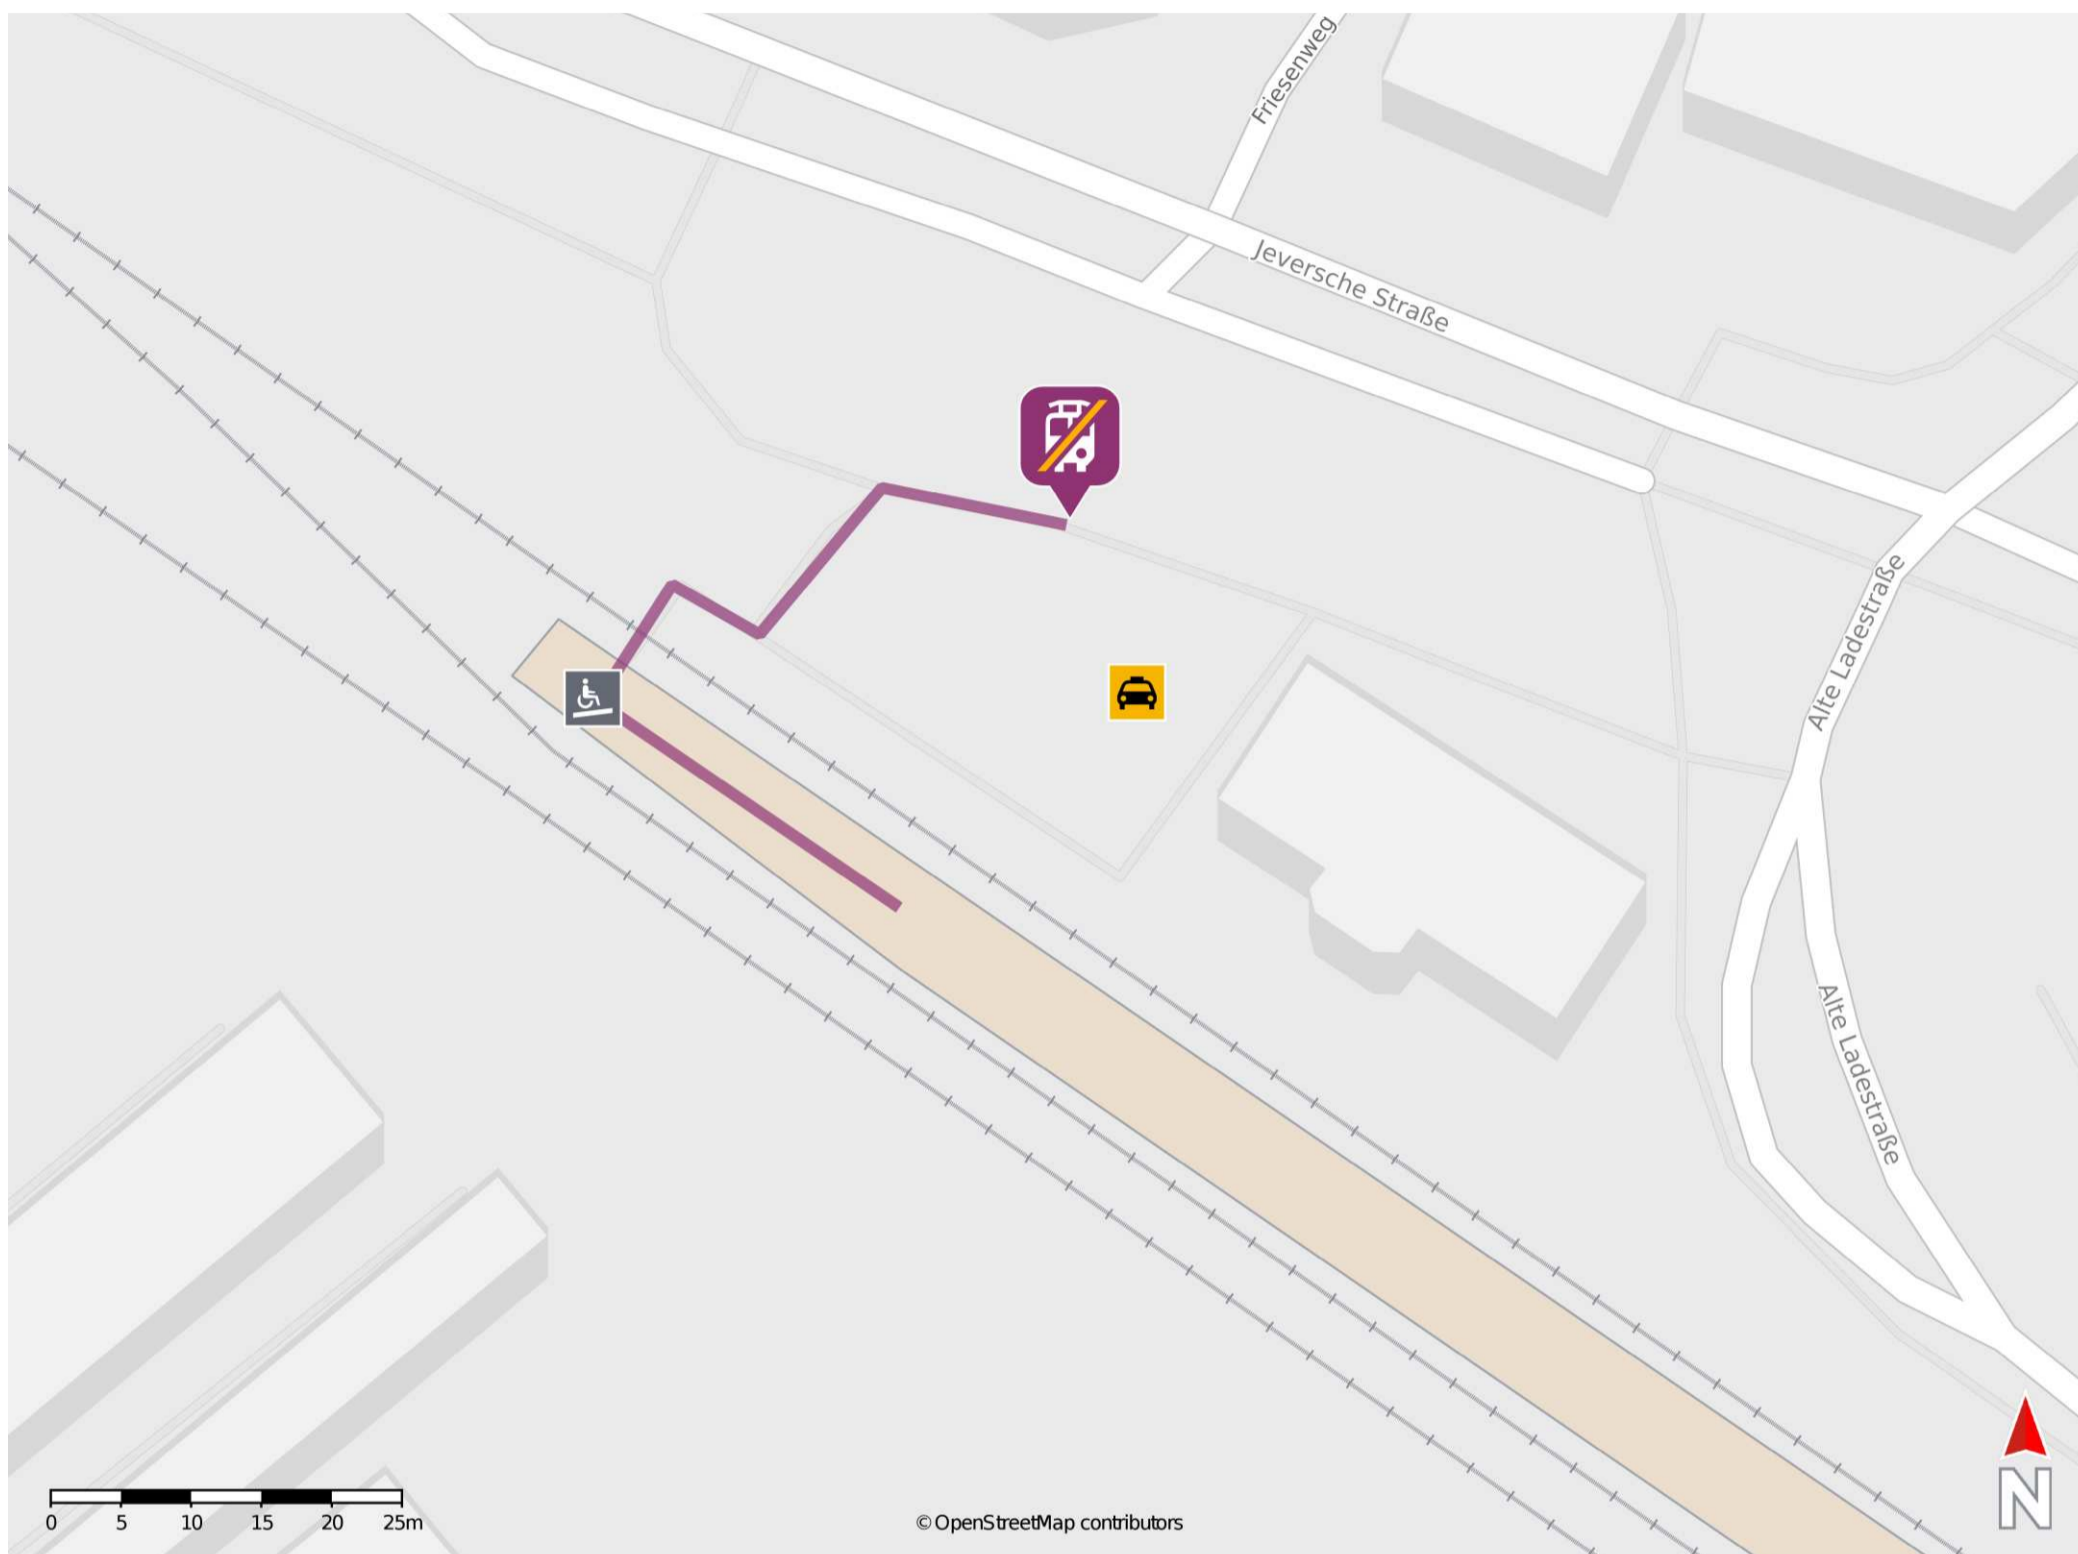 Friesenweg
Jeversche Straße
Alte Ladestraße
Alte Ladestraße
0 5 10 15 20 25m
© OpenStreetMap contributors
N